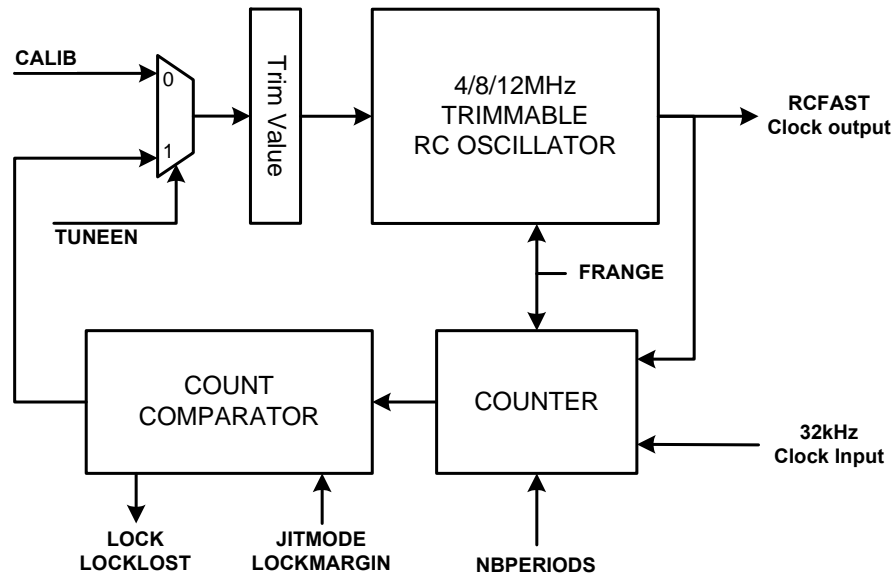 CALIB
0
1
TUNEEN
Trim Value
4/8/12MHz
TRIMMABLE
RC OSCILLATOR
RCFAST
Clock output
FRANGE
COUNT
COMPARATOR
COUNTER
32kHz
Clock Input
LOCK
LOCKLOST
JITMODE
LOCKMARGIN
NBPERIODS